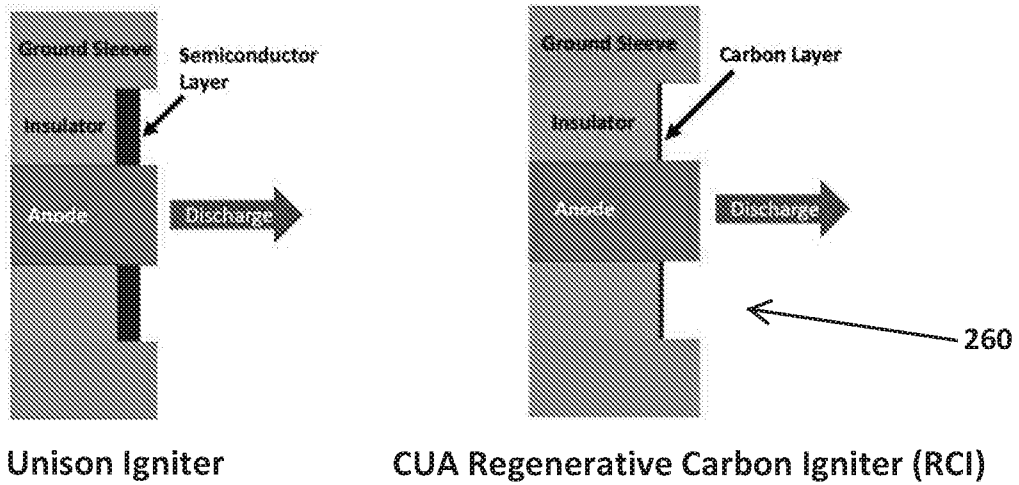 Ground Sleeve
Semiconductor
Layer
Insulator
Anode
Discharge
Unison Igniter
Ground Sleeve
Carbon Layer
Insulator
Anode
Discharge
260
CUA Regenerative Carbon Igniter (RCI)